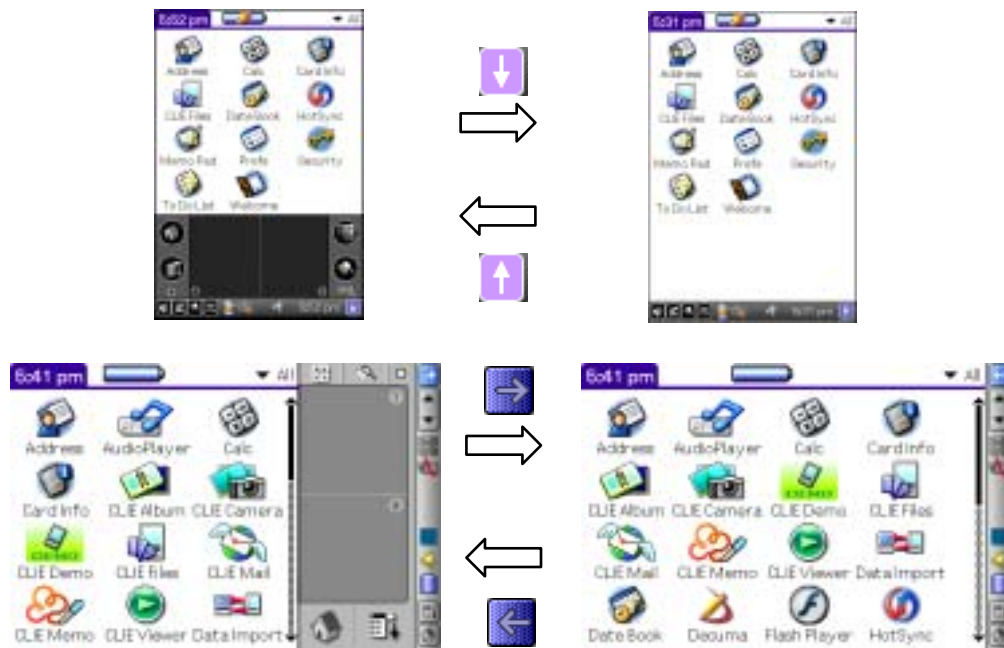 6:52 pm All
Address Calc Card Info
CLIE Files Date Book HotSync
Memo Pad Prefs Security
To Do List Welcome
6:31 pm All
Address Calc Card Info
CLIE Files Date Book HotSync
Memo Pad Prefs Security
To Do List Welcome
6:41 pm All
Address AudioPlayer Calc
Card Info CLIE Album CLIE Camera
CLIE Demo CLIE Files CLIE Mail
CLIE Memo CLIE Viewer Data Import
6:41 pm All
Address AudioPlayer Calc Card Info
CLIE Album CLIE Camera CLIE Demo CLIE Files
CLIE Mail CLIE Memo CLIE Viewer Data Import
Date Book Decuma Flash Player HotSync